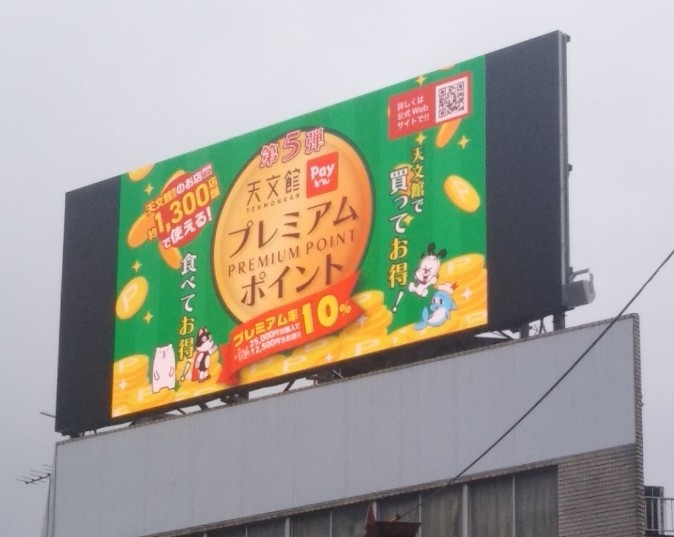 第5弾
天文館
TENMONKAN
Pay
プレミアム
PREMIUM POINT
ポイント
プレミアム率
10%
天文館
のお店
約1,300店
で使える!
食べてお得!
天文館で
買ってお得!
詳しくは
公式Web
サイトで!!